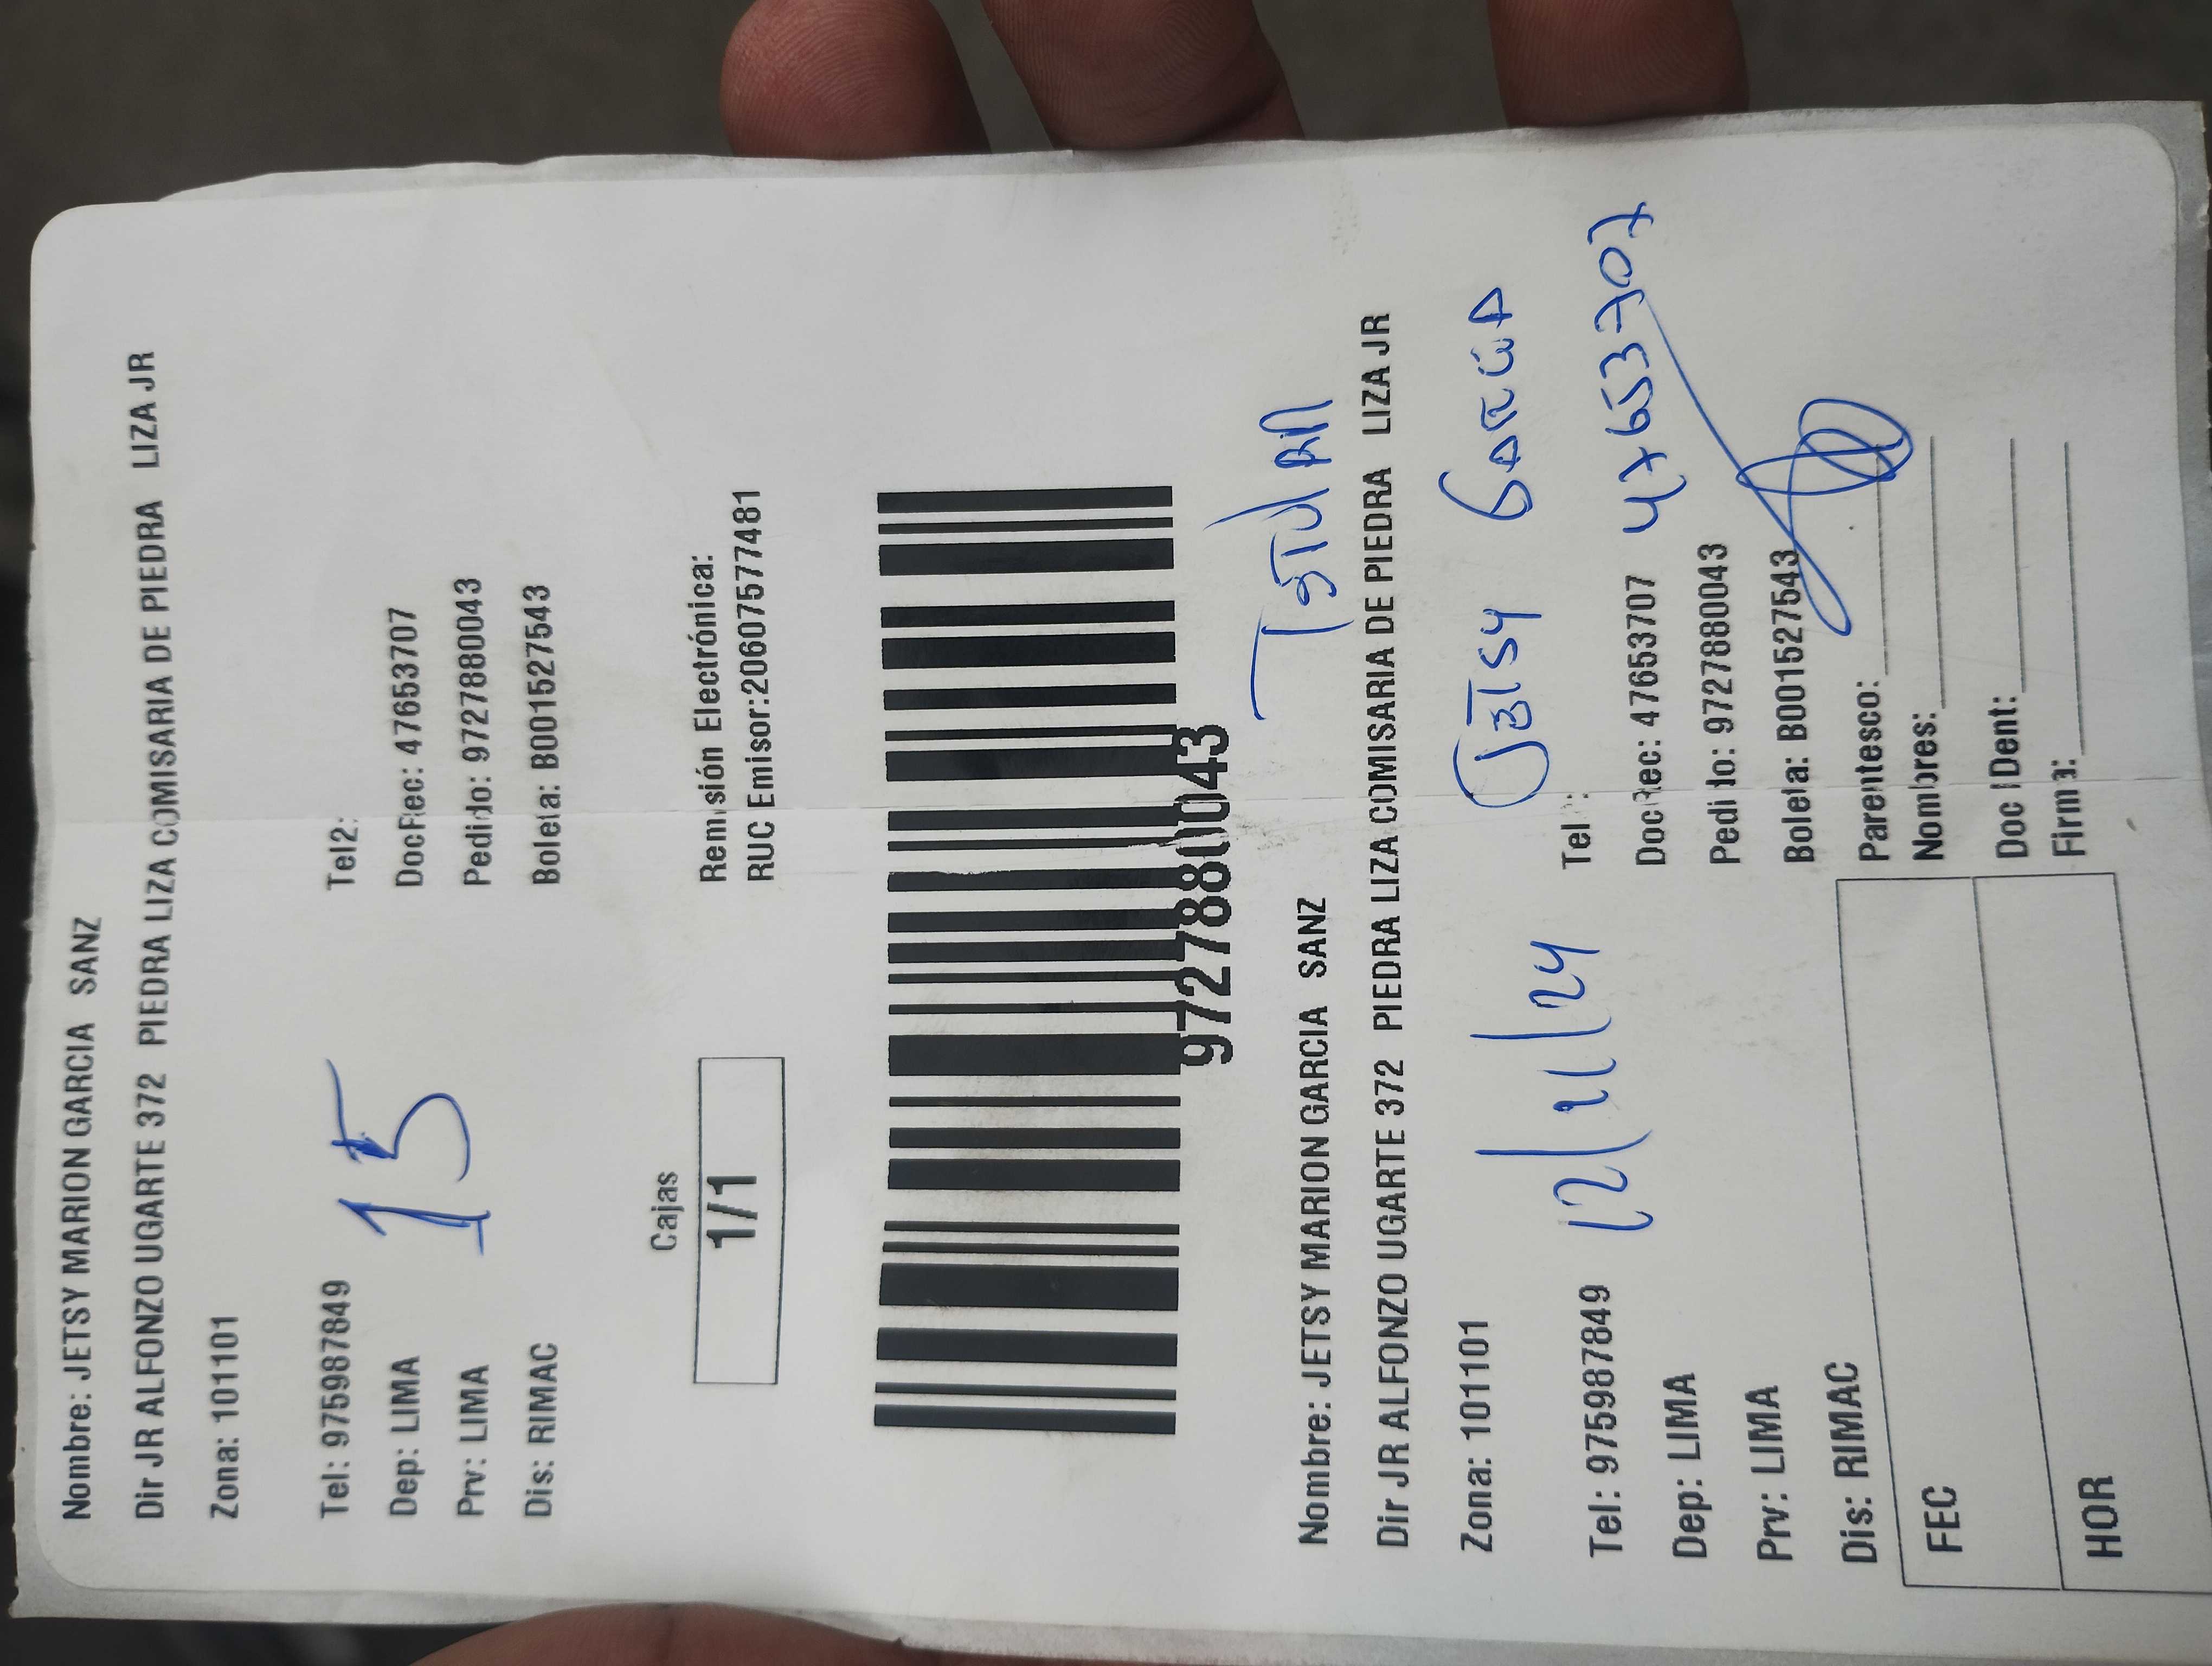 Nombre: JETSY MARION GARCIA SANZ
Dir JR ALFONZO UGARTE 372 PIEDRA LIZA COMISARIA DE PIEDRA LIZA JR
Zona: 101101
Tel: 975987849 Tel2:
Dep: LIMA DocRec: 47653707
Prv: LIMA Pedido: 9727880043
Dis: RIMAC Boleta: B001527543
15
Cajas
1/1
Remisión Electrónica:
RUC Emisor:20607577481
9727880043
Nombre: JETSY MARION GARCIA SANZ
Dir JR ALFONZO UGARTE 372 PIEDRA LIZA COMISARIA DE PIEDRA LIZA JR
Zona: 101101
Jetsy Garcia
Tel: 975987849 12/11/24 Tel :
Dep: LIMA DocRec: 47653707 47653707
Prv: LIMA Pedido: 9727880043
Dis: RIMAC Boleta: B001527543
FEC
Parentesco:
Nombres:
HOR
Doc Ident:
Firma: